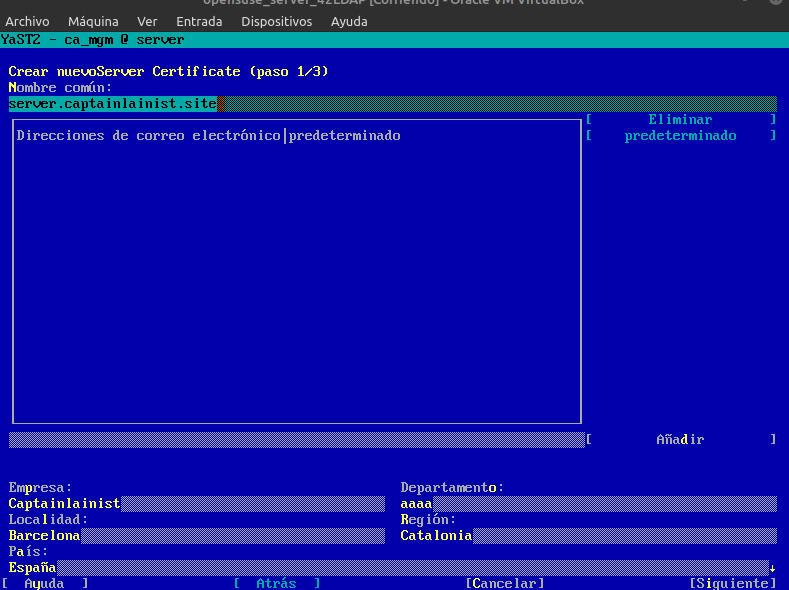 opensuse_server_42LDAP [Corriendo] - Oracle VM VirtualBox
Archivo Máquina Ver Entrada Dispositivos Ayuda
YaST2 - ca_mgm @ server
Crear nuevoServer Certificate (paso 1/3)
Nombre común:
server.captainlainist.site
Direcciones de correo electrónico|predeterminado
[ Eliminar ]
[ predeterminado ]
[ Añadir ]
Empresa: Departamento:
Captainlainist aaaa
Localidad: Región:
Barcelona Catalonia
País:
España ↓
[ Ayuda ] [ Atrás ] [Cancelar] [Siguiente]